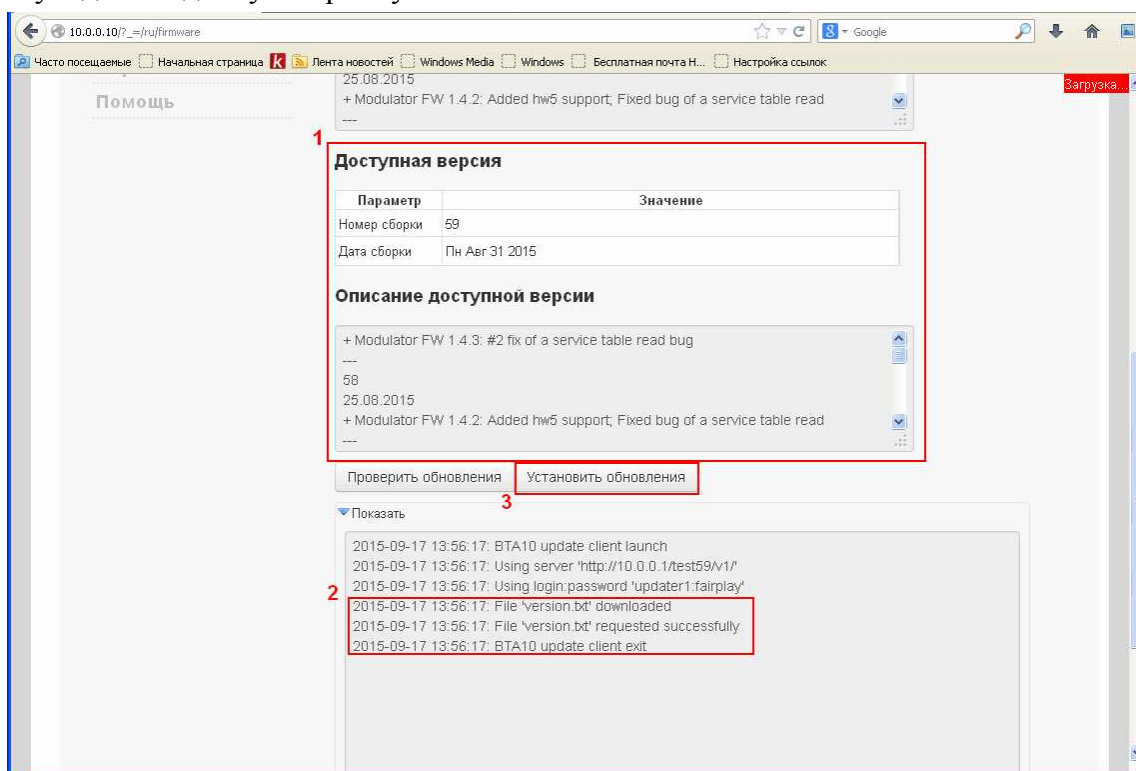 10.0.0.10/?_=/ru/firmware
Google
Часто посещаемые Начальная страница Лента новостей Windows Media Windows Бесплатная почта H... Настройка ссылок
Загрузка...
Помощь
25.08.2015
+ Modulator FW 1.4.2: Added hw5 support; Fixed bug of a service table read
---
1
Доступная версия
Параметр Значение
Номер сборки 59
Дата сборки Пн Авг 31 2015
Описание доступной версии
+ Modulator FW 1.4.3: #2 fix of a service table read bug
---
58
25.08.2015
+ Modulator FW 1.4.2: Added hw5 support; Fixed bug of a service table read
---
Проверить обновления Установить обновления
3
Показать
2015-09-17 13:56:17: BTA10 update client launch
2015-09-17 13:56:17: Using server 'http://10.0.0.1/test59/v1/'
2015-09-17 13:56:17: Using login:password 'updater1:fairplay'
2
2015-09-17 13:56:17: File 'version.txt' downloaded
2015-09-17 13:56:17: File 'version.txt' requested successfully
2015-09-17 13:56:17: BTA10 update client exit